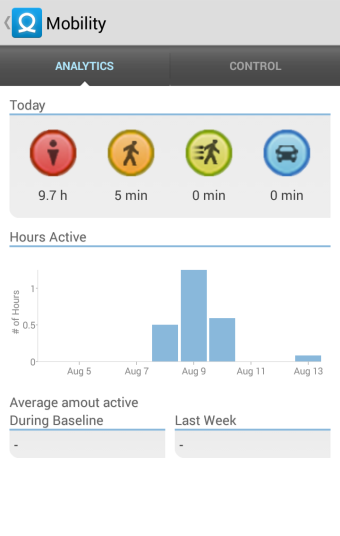 Mobility
ANALYTICS CONTROL
Today
9.7 h 5 min 0 min 0 min
Hours Active
# of Hours
1
0.5
0
Aug 5 Aug 7 Aug 9 Aug 11 Aug 13
Average amout active
During Baseline Last Week
- -